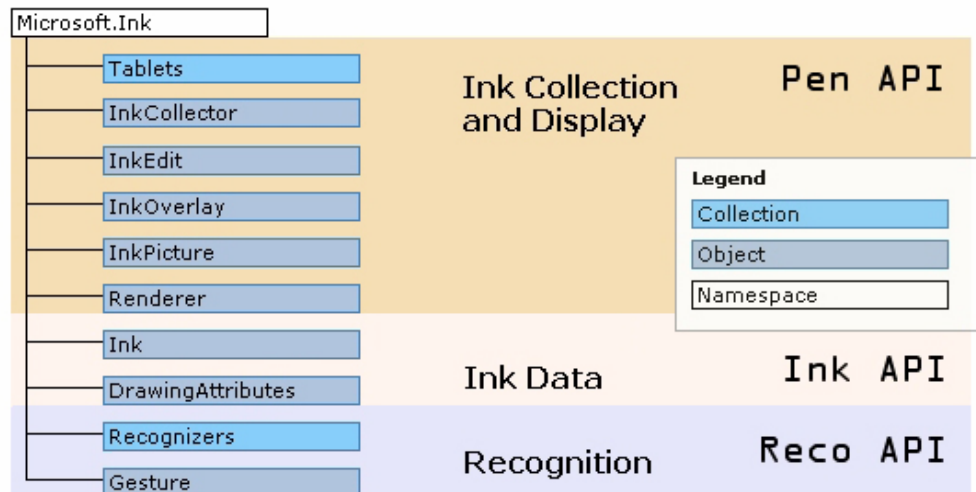 Microsoft.Ink
Tablets
InkCollector
InkEdit
InkOverlay
InkPicture
Renderer
Ink
DrawingAttributes
Recognizers
Gesture
Ink Collection
and Display
Pen API
Legend
Collection
Object
Namespace
Ink Data
Ink API
Recognition
Reco API